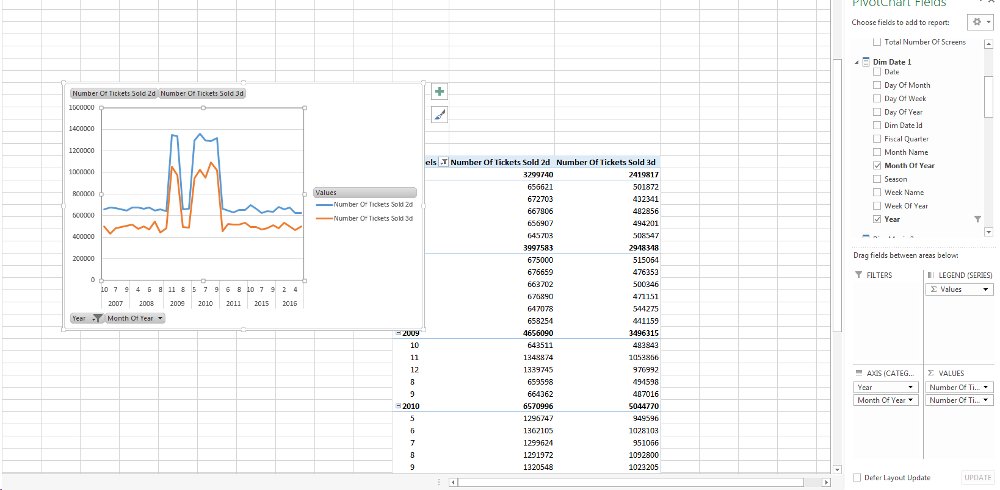 PivotChart Fields
Choose fields to add to report:
Total Number Of Screens
Dim Date 1
Date
Day Of Month
Day Of Week
Day Of Year
Dim Date Id
Fiscal Quarter
Month Name
Month Of Year
Season
Week Name
Week Of Year
Year
Drag fields between areas below:
FILTERS
LEGEND (SERIES)
Σ Values
AXIS (CATEG...
Σ VALUES
Year
Number Of Ti...
Month Of Year
Number Of Ti...
Defer Layout Update
UPDATE
Number Of Tickets Sold 2d Number Of Tickets Sold 3d
1600000
1400000
1200000
1000000
800000
600000
400000
200000
0
10 7 9 4 6 8 11 8 5 7 9 6 8 10 7 9 2 4
2007 2008 2009 2010 2011 2015 2016
Year Month Of Year
Values
Number Of Tickets Sold 2d
Number Of Tickets Sold 3d
els Number Of Tickets Sold 2d Number Of Tickets Sold 3d
3299740 2419817
656621 501872
672703 432341
667806 482856
656907 494201
645703 508547
3997583 2948348
675000 515064
676659 476353
663702 500346
676890 471151
647078 544275
658254 441159
2009 4656090 3496315
10 643511 483843
11 1348874 1053866
12 1339745 976992
8 659598 494598
9 664362 487016
2010 6570996 5044770
5 1296747 949596
6 1362105 1028103
7 1299624 951066
8 1291972 1092800
9 1320548 1023205